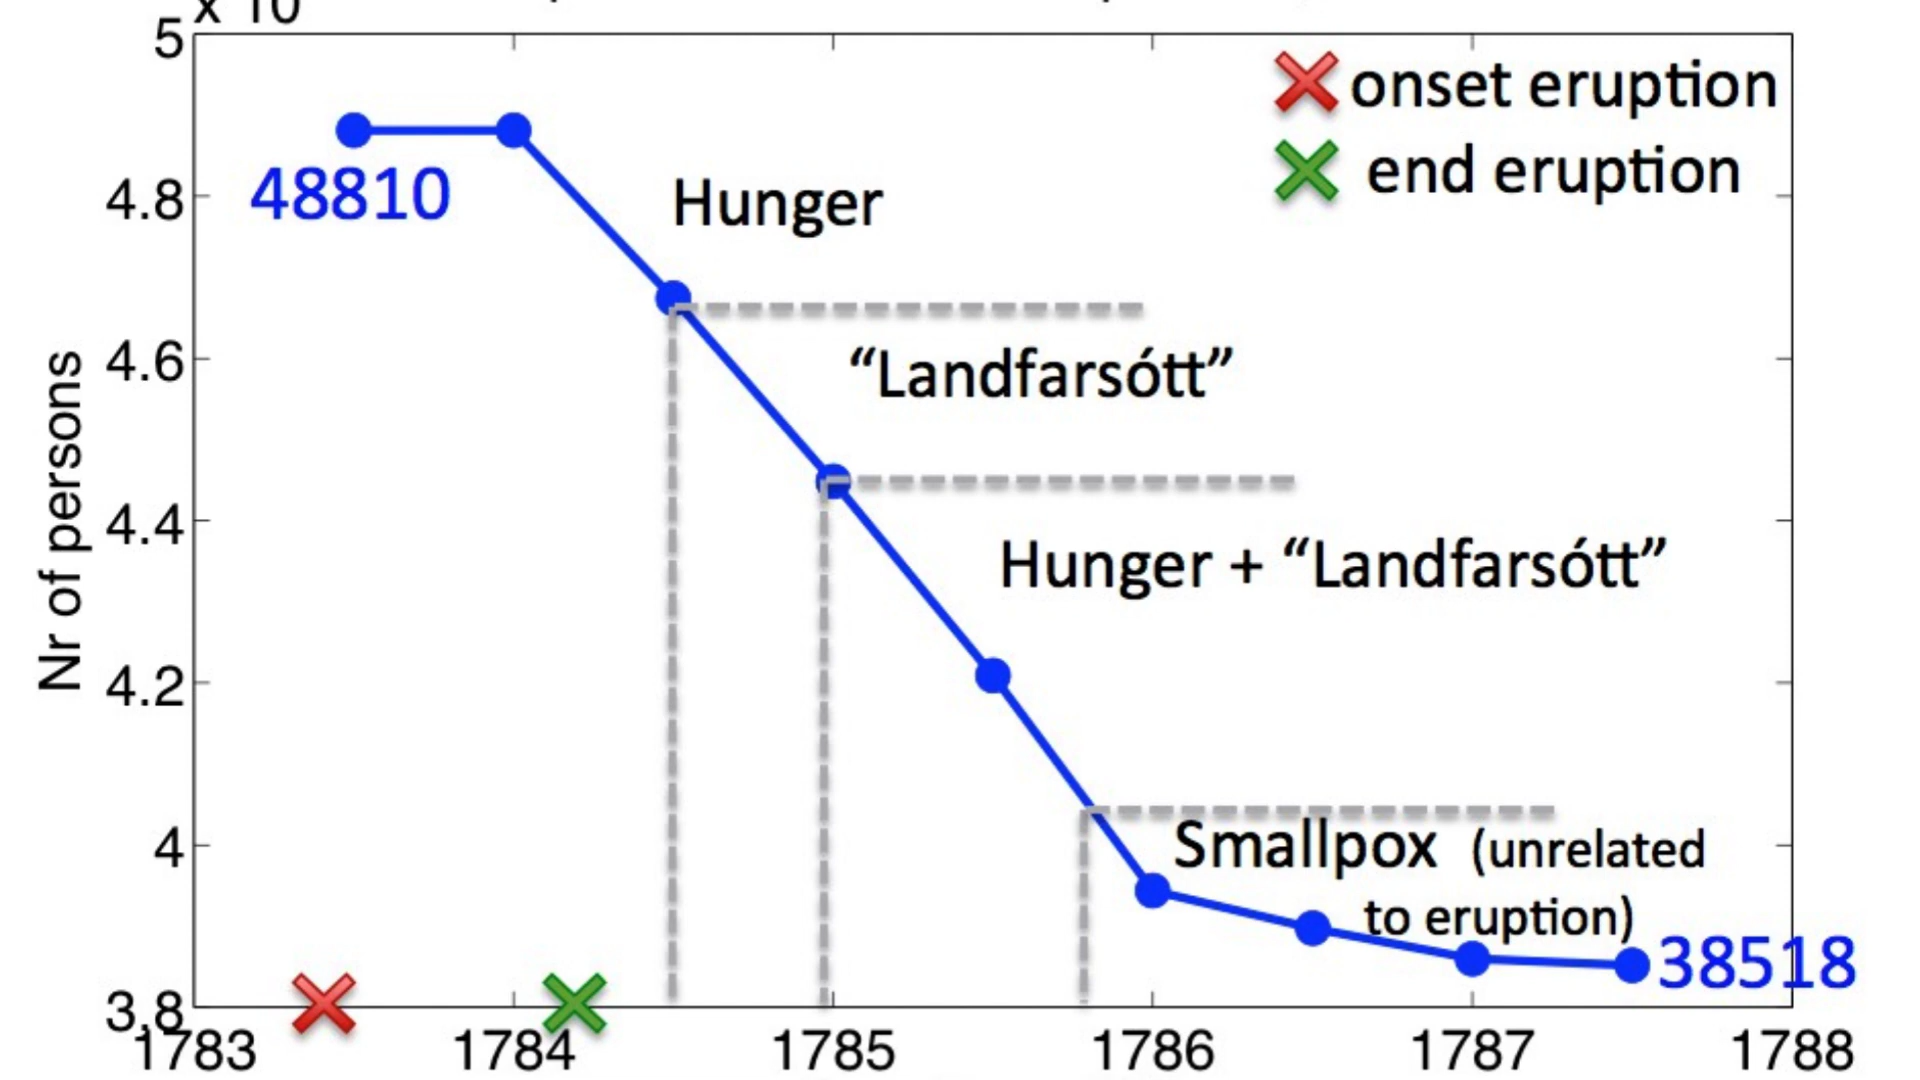 x 10
5
onset eruption
end eruption
48810
4.8
Hunger
4.6
“Landfarsótt”
Nr of persons
4.4
Hunger + “Landfarsótt”
4.2
4
Smallpox (unrelated
to eruption)
38518
3.8
1783 1784 1785 1786 1787 1788